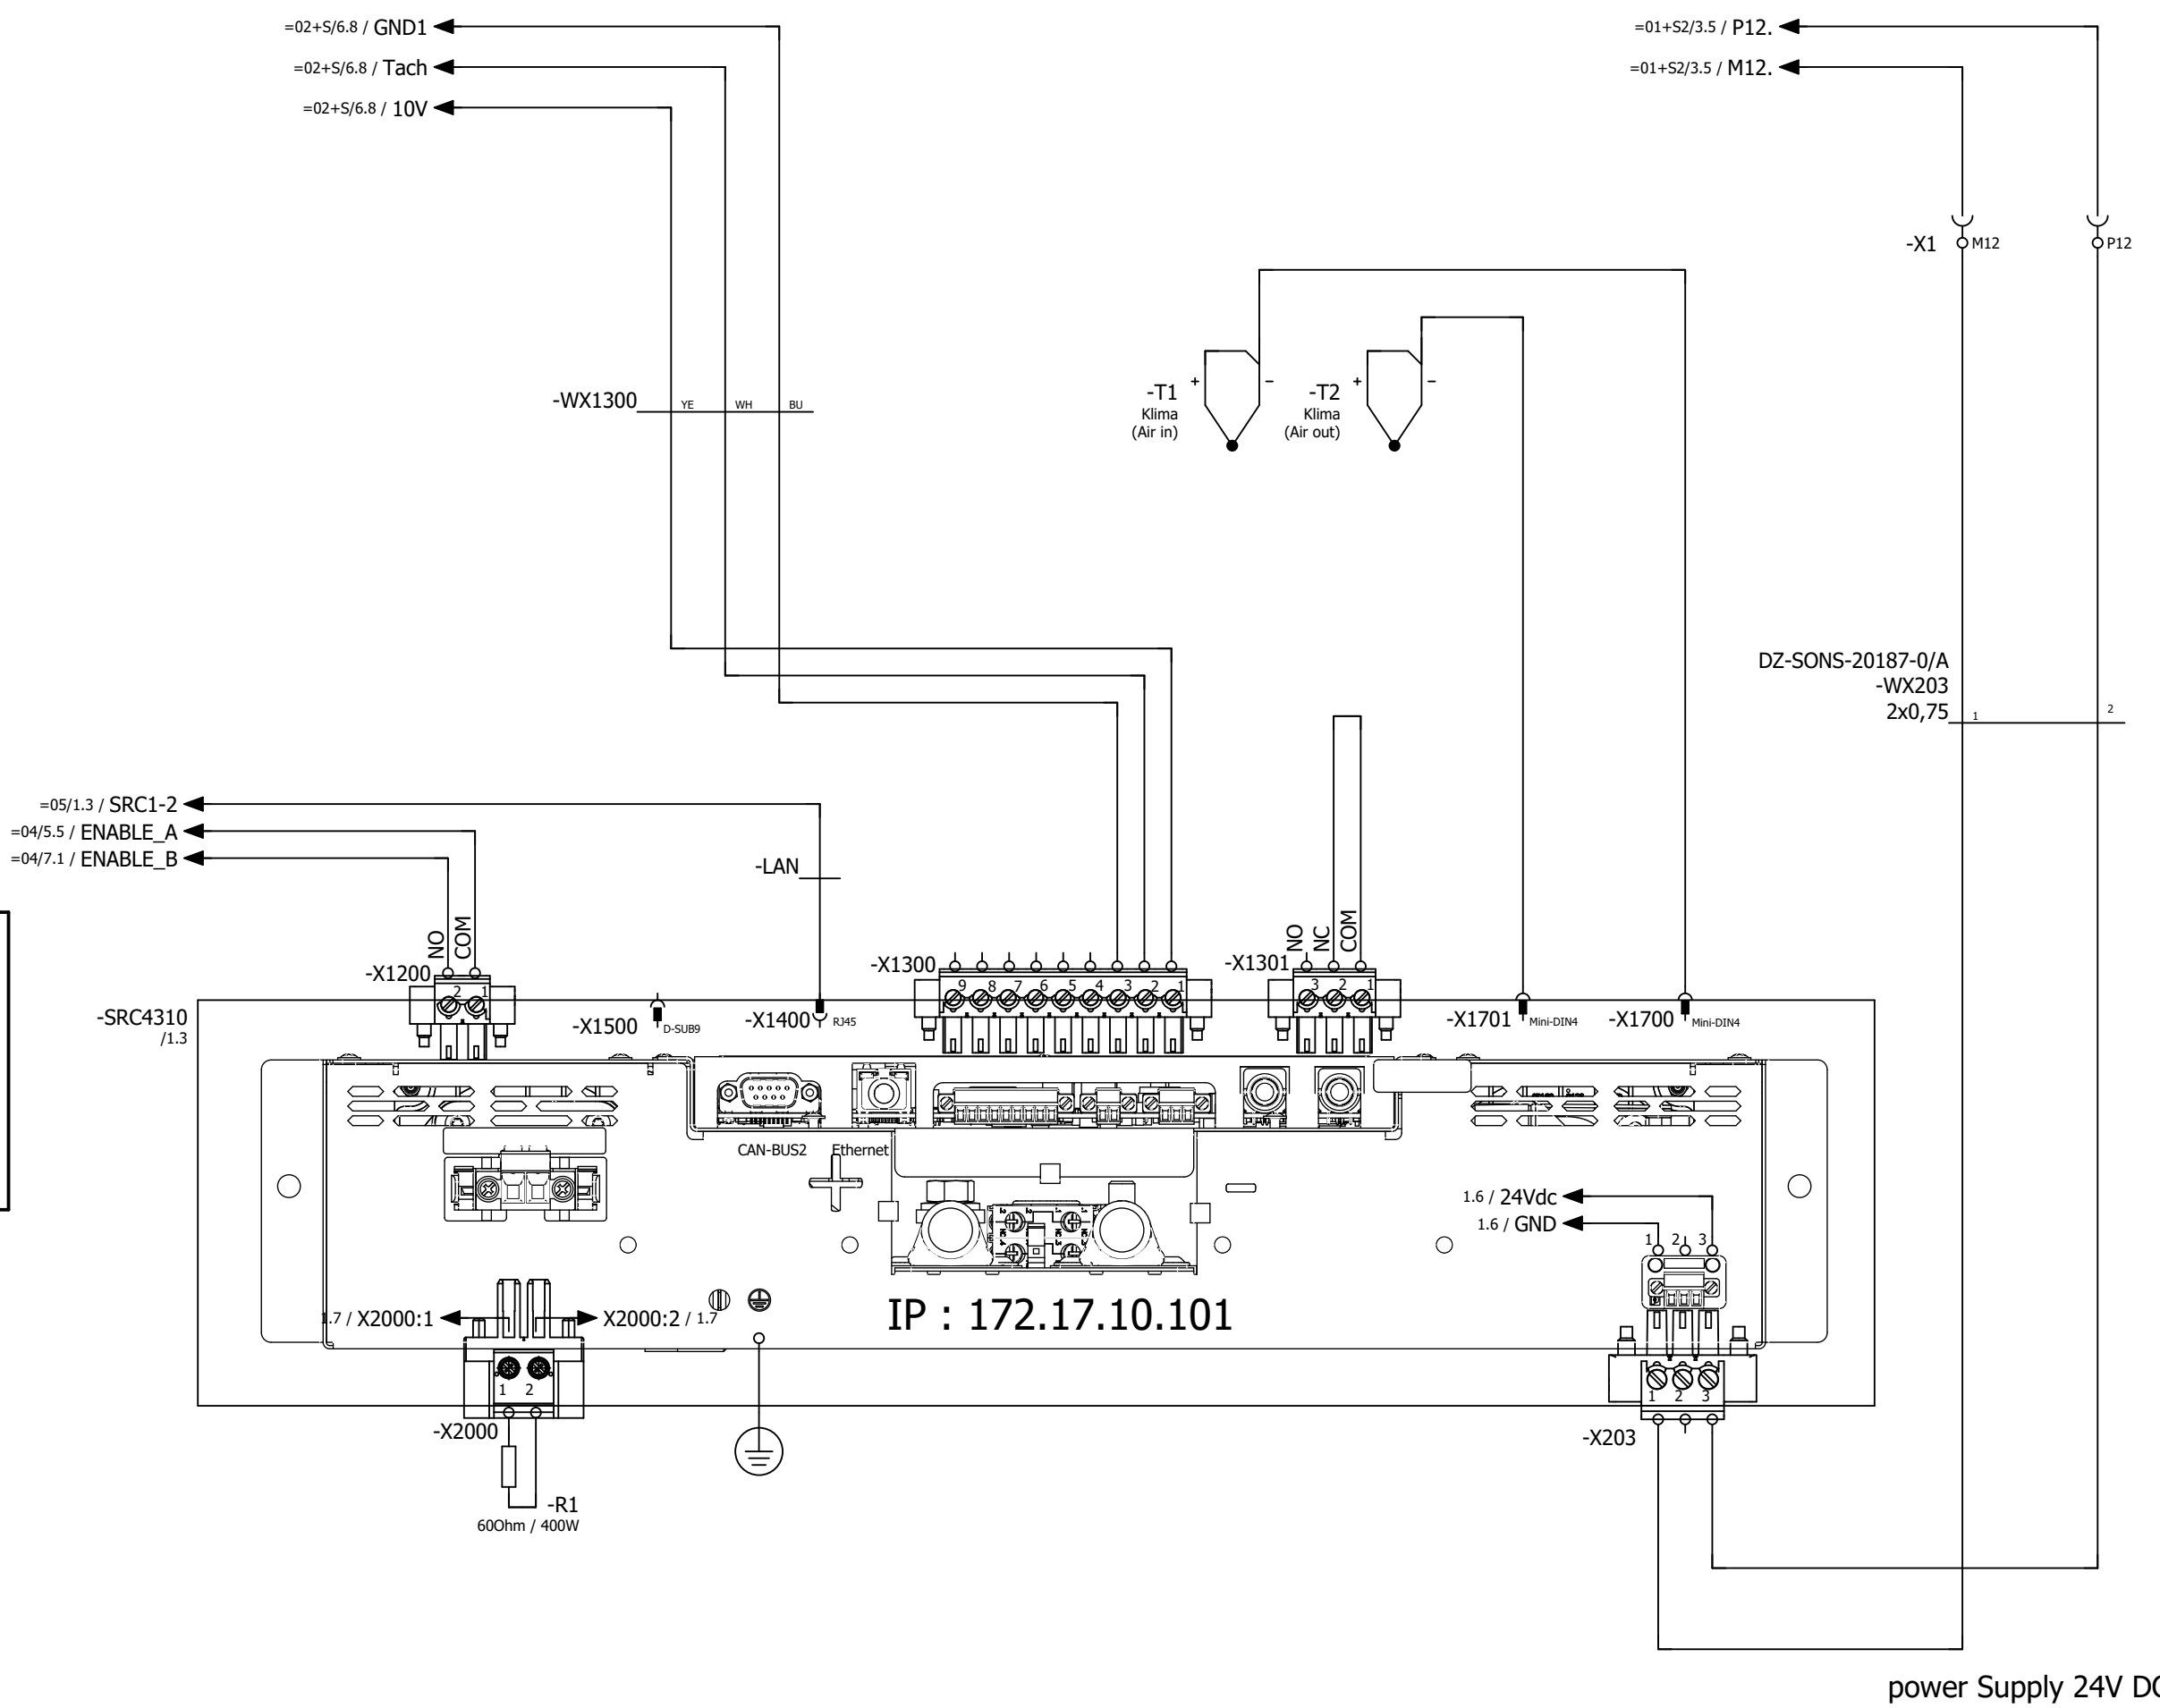 =02+S/6.8 / GND1
=02+S/6.8 / Tach
=02+S/6.8 / 10V
=01+S2/3.5 / P12.
=01+S2/3.5 / M12.
-X1 M12 P12
-T1 + -
Klima
(Air in)
-T2 + -
Klima
(Air out)
-WX1300 YE WH BU
DZ-SONS-20187-0/A
-WX203
2x0,75 1 2
=05/1.3 / SRC1-2
=04/5.5 / ENABLE_A
=04/7.1 / ENABLE_B
-LAN
NO COM
-X1200
2 1
-X1300
9 8 7 6 5 4 3 2 1
NO NC COM
-X1301
3 2 1
-SRC4310
/1.3
-X1500 D-SUB9
-X1400 RJ45
-X1701 Mini-DIN4
-X1700 Mini-DIN4
CAN-BUS2 Ethernet
1.6 / 24Vdc
1.6 / GND
1 2 3
1.7 / X2000:1
X2000:2 / 1.7
IP : 172.17.10.101
1 2
1 2 3
-X2000
-X203
-R1
60Ohm / 400W
power Supply 24V DC